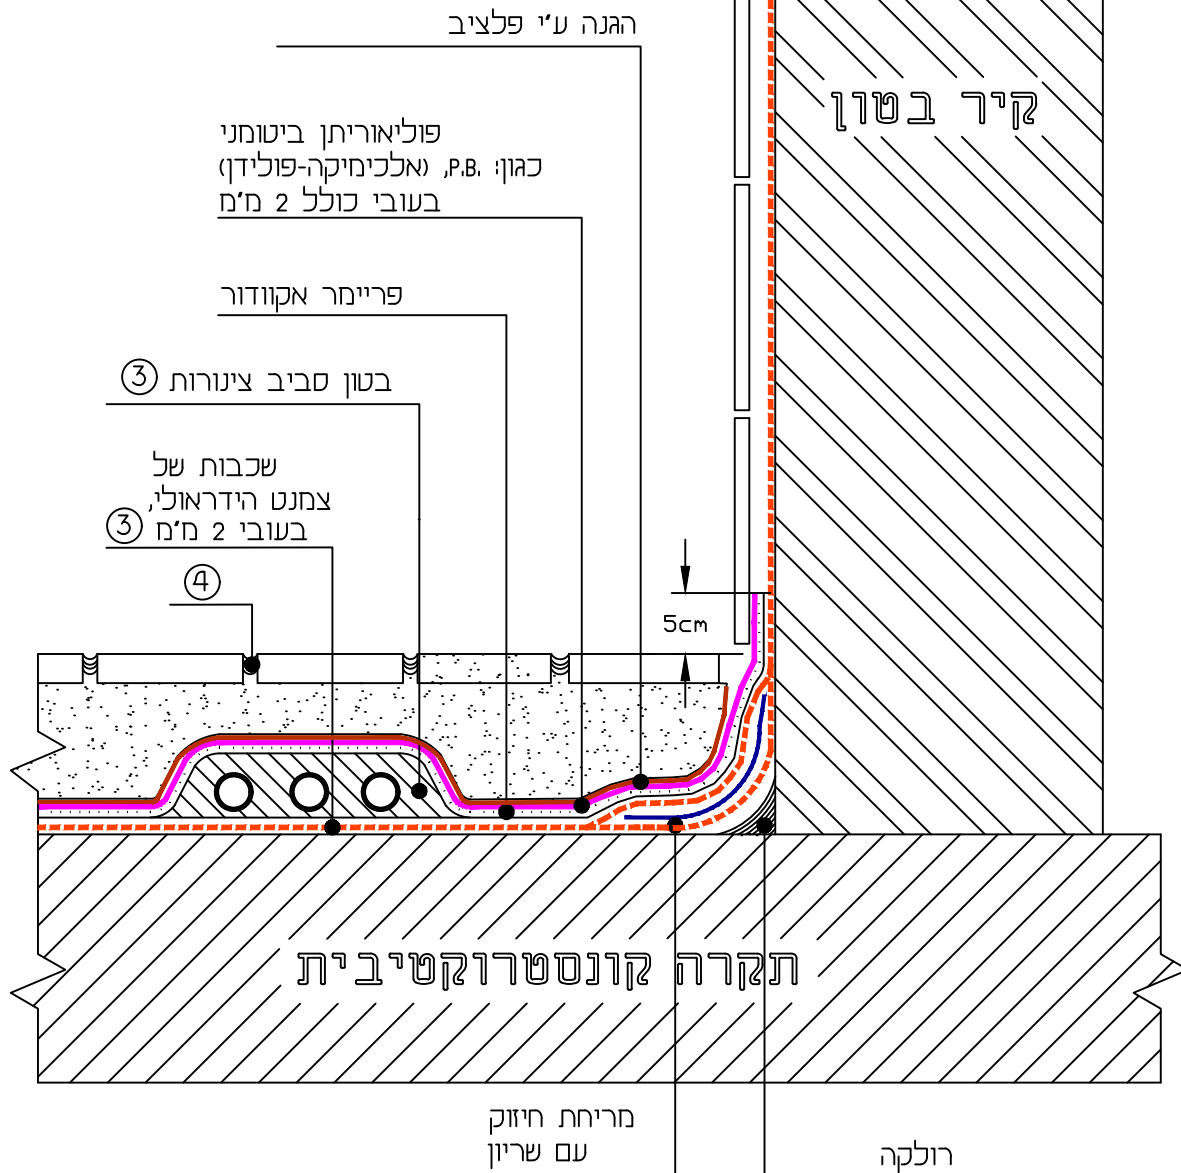 הגנה ע'י פלציב
קיר בטון
פוליאוריתן ביטומני
כגון: P.B. ,(אלכימיקה-פולידן)
בעובי כולל 2 מ'מ
פריימר אקוודור
בטון סביב צינורות 3
שכבות של
צמנט הידראולי,
בעובי 2 מ'מ 3
4
5cm
תקרה קונסטרוקטיבית
מריחת חיזוק
עם שריון
רולקה